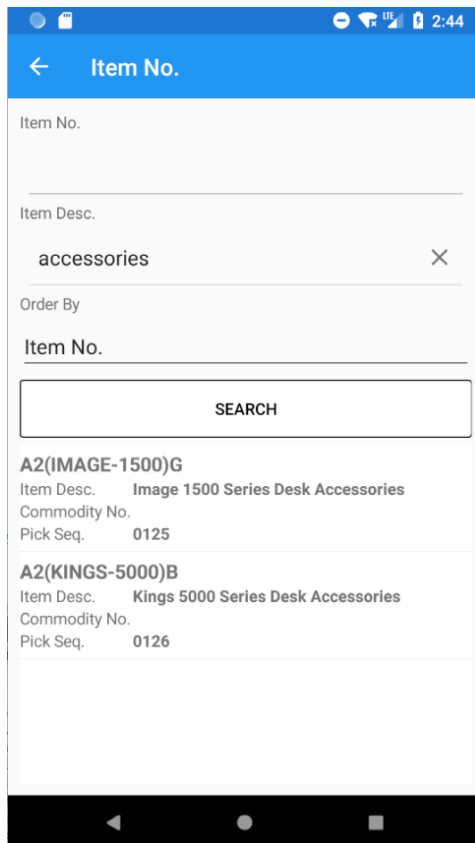 LTE 2:44
Item No.
Item No.
Item Desc.
accessories
Order By
Item No.
SEARCH
A2(IMAGE-1500)G
Item Desc. Image 1500 Series Desk Accessories
Commodity No.
Pick Seq. 0125
A2(KINGS-5000)B
Item Desc. Kings 5000 Series Desk Accessories
Commodity No.
Pick Seq. 0126